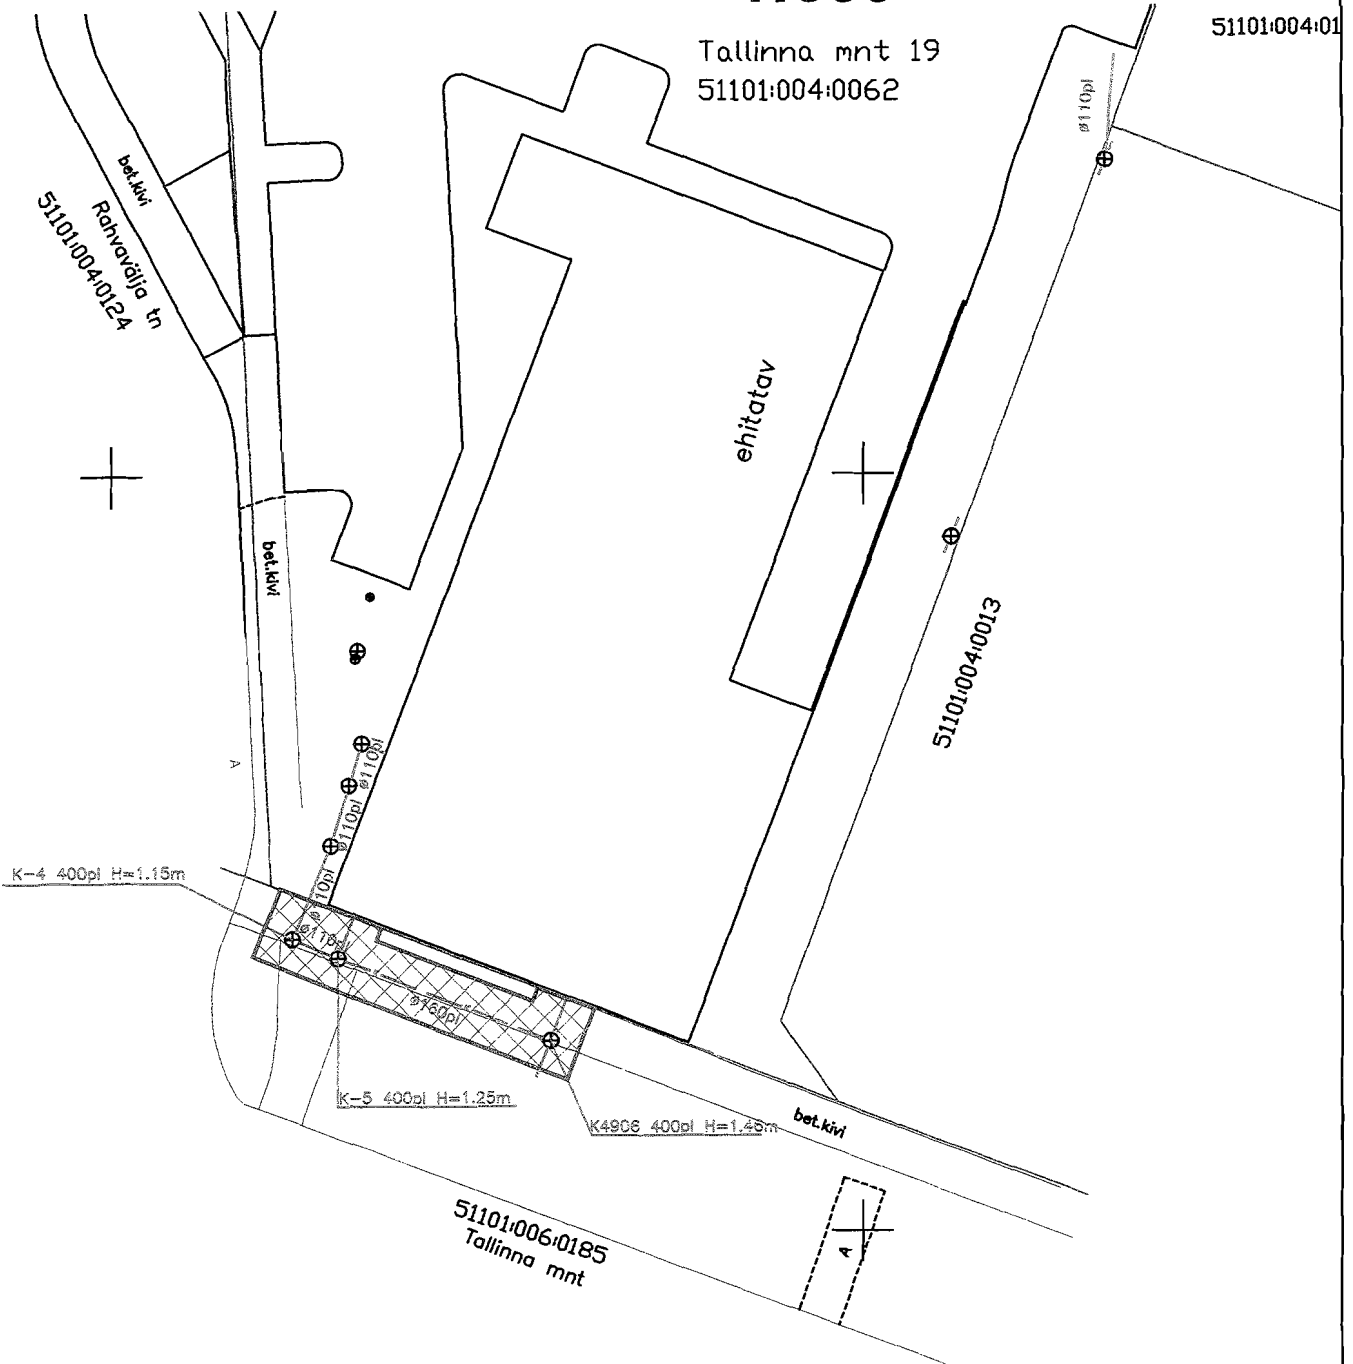 51101:004:01
Tallinna mnt 19
51101:004:0062
ø110pl
bet.kivi
Rahvavälja tn
51101:004:0124
ehitatav
bet.kivi
51101:004:0013
A
ø110pl
ø110pl
K-4 400pl H=1.15m
ø160pl
K-5 400pl H=1.25m
K4906 400pl H=1.46m
bet.kivi
51101:006:0185
Tallinna mnt
A